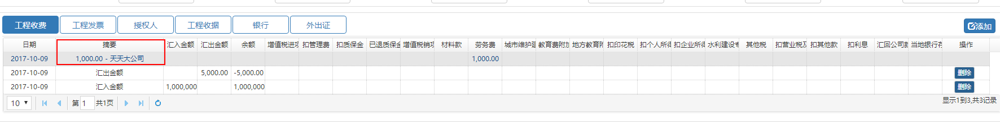 工程收费 工程发票 授权人 工程收据 银行 外出证 添加
日期 摘要 汇入金额 汇出金额 余额 增值税进项 扣管理费 扣质保金 已退质保金 增值税销项 材料款 劳务费 城市维护建 教育费附加 地方教育附 扣印花税 扣个人所得 扣企业所得 水利建设专 其他税 扣营业税及 扣其他款 扣利息 汇回公司款 当地银行存 操作
2017-10-09 1,000.00 - 天天大公司 1,000.00
2017-10-09 汇出金额 5,000.00 -5,000.00 删除
2017-10-09 汇入金额 1,000,000 1,000,000 删除
10 第 1 共1页 显示1到3,共3记录